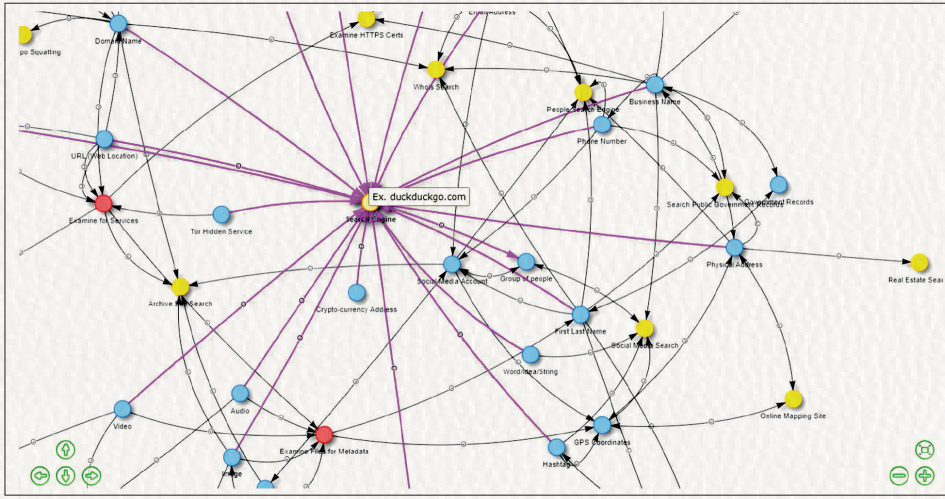 Email Address
Examine HTTPS Certs
Domain Name
po Squatting
Whois Search
Business Name
People Search Engine
Phone Number
URL (Web Location)
Ex. duckduckgo.com
Search Engine
Examine for Services
Search Public Government Records
Government Records
Tor Hidden Service
Physical Address
Social Media Account
Group of people
Real Estate Sear
Archive Site Search
Crypto-currency Address
First Last Name
Social Media Search
Word/Idea/String
Online Mapping Site
Audio
Video
GPS Coordinates
Examine Files for Metadata
Hashtag
Image